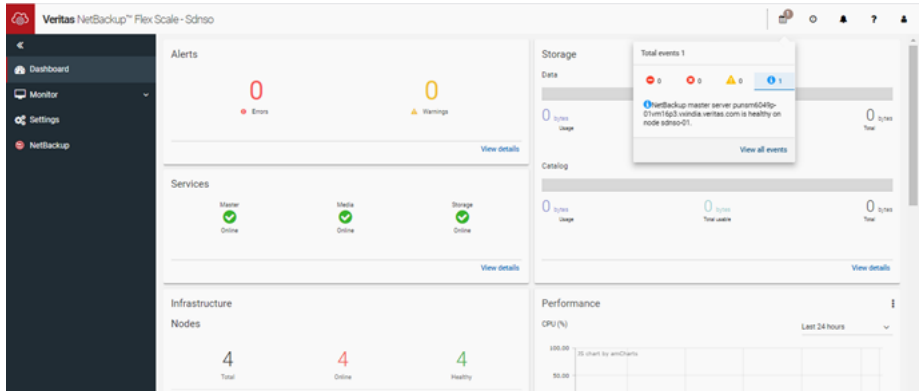 Veritas NetBackup™ Flex Scale - Sdnso
1
?
«
Dashboard
Monitor
Settings
NetBackup
Alerts
0
Errors
0
Warnings
View details
Services
Master
Online
Media
Online
Storage
Online
View details
Infrastructure
Nodes
4
Total
4
Online
4
Healthy
Storage
Data
0 bytes
Usage
0 bytes
Total
Total events 1
0
0
0
1
NetBackup master server punsm6049p-
01vm16p3.vxindia.veritas.com is healthy on
node sdnso-01.
View all events
Catalog
0 bytes
Usage
0 bytes
Total usable
0 bytes
Total
View details
Performance
CPU (%)
Last 24 hours
100.00
JS chart by amCharts
50.00